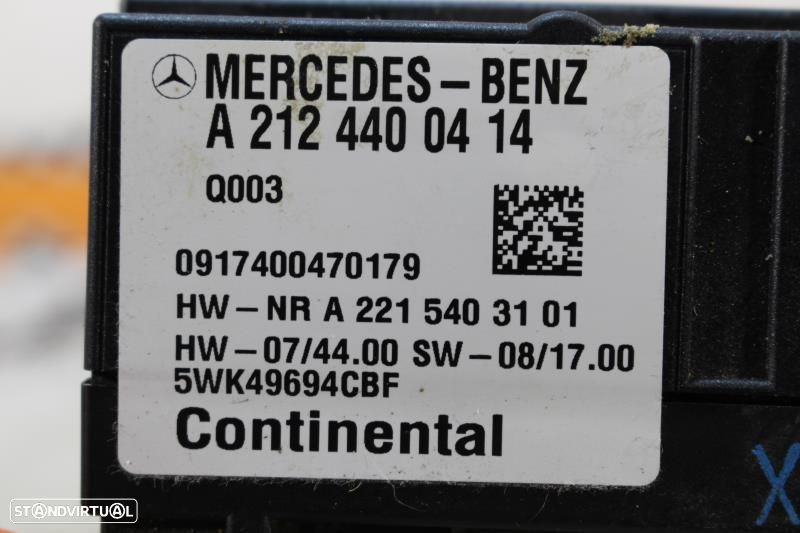 MERCEDES-BENZ
A 212 440 04 14
Q003
0917400470179
HW-NR A 221 540 31 01
HW-07/44.00 SW-08/17.00
5WK49694CBF
Continental
X
STANDVIRTUAL